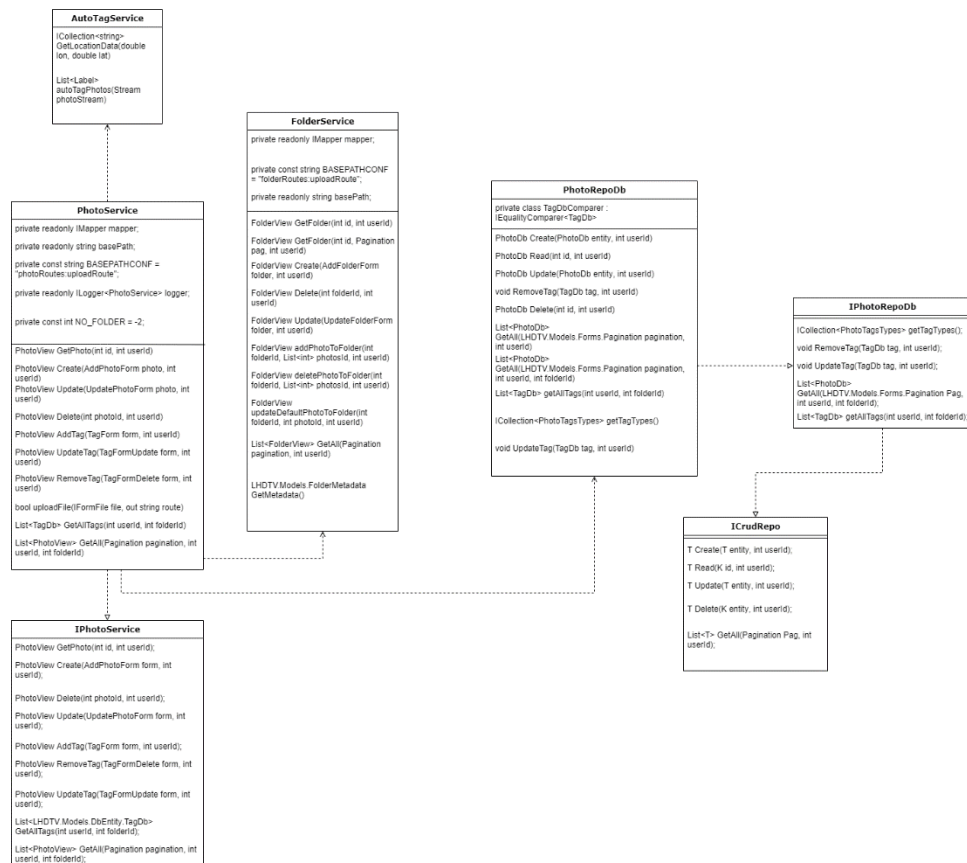 AutoTagService
ICollection<string>
GetLocationData(double
lon, double lat)
List<Label>
autoTagPhotos(Stream
photoStream)
PhotoService
private readonly IMapper mapper;
private readonly string basePath;
private const string BASEPATHCONF =
"photoRoutes:uploadRoute";
private readonly ILogger<PhotoService> logger;
private const int NO_FOLDER = -2;
PhotoView GetPhoto(int id, int userId)
PhotoView Create(AddPhotoForm photo, int
userId)
PhotoView Update(UpdatePhotoForm photo, int
userId)
PhotoView Delete(int photoId, int userId)
PhotoView AddTag(TagForm form, int userId)
PhotoView UpdateTag(TagFormUpdate form, int
userId)
PhotoView RemoveTag(TagFormDelete form, int
userId)
bool uploadFile(IFormFile file, out string route)
List<TagDb> GetAllTags(int userId, int folderId)
List<PhotoView> GetAll(Pagination pagination, int
userId, int folderId)
IPhotoService
PhotoView GetPhoto(int id, int userId);
PhotoView Create(AddPhotoForm form, int
userId);
PhotoView Delete(int photoId, int userId);
PhotoView Update(UpdatePhotoForm form, int
userId);
PhotoView AddTag(TagForm form, int userId);
PhotoView RemoveTag(TagFormDelete form, int
userId);
PhotoView UpdateTag(TagFormUpdate form, int
userId);
List<LHDTV.Models.DbEntity.TagDb>
GetAllTags(int userId, int folderId);
List<PhotoView> GetAll(Pagination pagination, int
userId, int folderId);
FolderService
private readonly IMapper mapper;
private const string BASEPATHCONF
= "folderRoutes:uploadRoute";
private readonly string basePath;
FolderView GetFolder(int id, int userId)
FolderView GetFolder(int id, Pagination
pag, int userId)
FolderView Create(AddFolderForm
folder, int userId)
FolderView Delete(int folderId, int
userId)
FolderView Update(UpdateFolderForm
folder, int userId)
FolderView addPhotoToFolder(int
folderId, List<int> photosId, int userId)
FolderView deletePhotoToFolder(int
folderId, List<int> photosId, int userId)
FolderView
updateDefaultPhotoToFolder(int
folderId, int photoId, int userId)
List<FolderView> GetAll(Pagination
pagination, int userId)
LHDTV.Models.FolderMetadata
GetMetadata()
PhotoRepoDb
private class TagDbComparer :
IEqualityComparer<TagDb>
PhotoDb Create(PhotoDb entity, int userId)
PhotoDb Read(int id, int userId)
PhotoDb Update(PhotoDb entity, int userId)
void RemoveTag(TagDb tag, int userId)
PhotoDb Delete(int id, int userId)
List<PhotoDb>
GetAll(LHDTV.Models.Forms.Pagination pagination,
int userId)
List<PhotoDb>
GetAll(LHDTV.Models.Forms.Pagination pagination,
int userId, int folderId)
List<TagDb> getAllTags(int userId, int folderId)
ICollection<PhotoTagsTypes> getTagTypes()
void UpdateTag(TagDb tag, int userId)
IPhotoRepoDb
ICollection<PhotoTagsTypes> getTagTypes();
void RemoveTag(TagDb tag, int userId);
void UpdateTag(TagDb tag, int userId);
List<PhotoDb>
GetAll(LHDTV.Models.Forms.Pagination Pag,
int userId, int folderId);
List<TagDb> getAllTags(int userId, int folderId);
ICrudRepo
T Create(T entity, int userId);
T Read(K id, int userId);
T Update(T entity, int userId);
T Delete(K entity, int userId);
List<T> GetAll(Pagination Pag, int
userId);